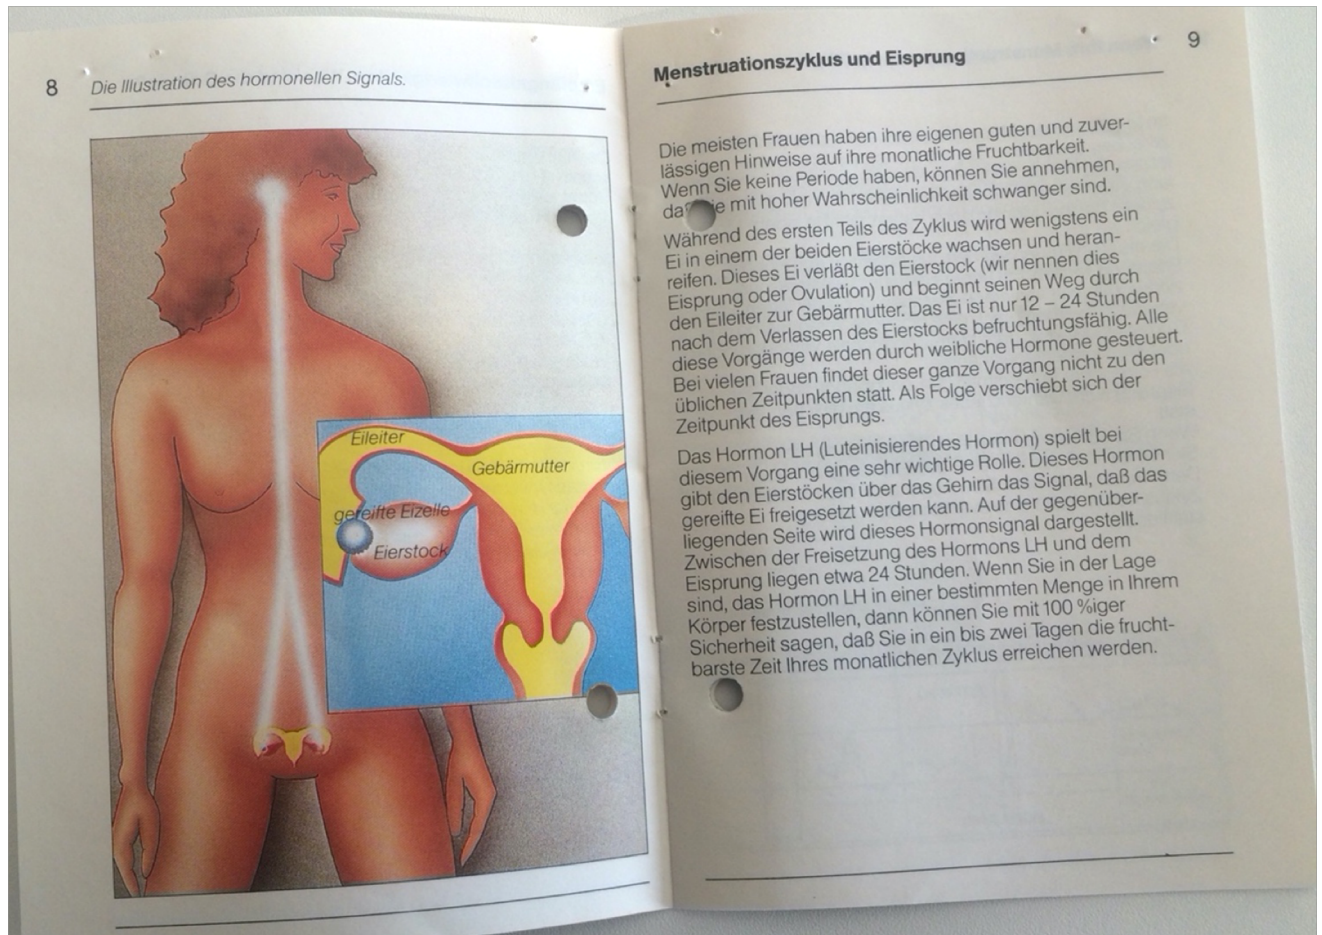 8
Die Illustration des hormonellen Signals.
Eileiter
Gebärmutter
gereifte Eizelle
Eierstock
9
Menstruationszyklus und Eisprung
Die meisten Frauen haben ihre eigenen guten und zuver-
lässigen Hinweise auf ihre monatliche Fruchtbarkeit.
Wenn Sie keine Periode haben, können Sie annehmen,
mit hoher Wahrscheinlichkeit schwanger sind.
Während des ersten Teils des Zyklus wird wenigstens ein
Ei in einem der beiden Eierstöcke wachsen und heran-
reifen. Dieses Ei verläßt den Eierstock (wir nennen dies
Eisprung oder Ovulation) und beginnt seinen Weg durch
den Eileiter zur Gebärmutter. Das Ei ist nur 12 – 24 Stunden
nach dem Verlassen des Eierstocks befruchtungsfähig. Alle
diese Vorgänge werden durch weibliche Hormone gesteuert.
Bei vielen Frauen findet dieser ganze Vorgang nicht zu den
üblichen Zeitpunkten statt. Als Folge verschiebt sich der
Zeitpunkt des Eisprungs.
Das Hormon LH (Luteinisierendes Hormon) spielt bei
diesem Vorgang eine sehr wichtige Rolle. Dieses Hormon
gibt den Eierstöcken über das Gehirn das Signal, daß das
gereifte Ei freigesetzt werden kann. Auf der gegenüber-
liegenden Seite wird dieses Hormonsignal dargestellt.
Zwischen der Freisetzung des Hormons LH und dem
Eisprung liegen etwa 24 Stunden. Wenn Sie in der Lage
sind, das Hormon LH in einer bestimmten Menge in Ihrem
Körper festzustellen, dann können Sie mit 100 %iger
Sicherheit sagen, daß Sie in ein bis zwei Tagen die frucht-
barste Zeit Ihres monatlichen Zyklus erreichen werden.